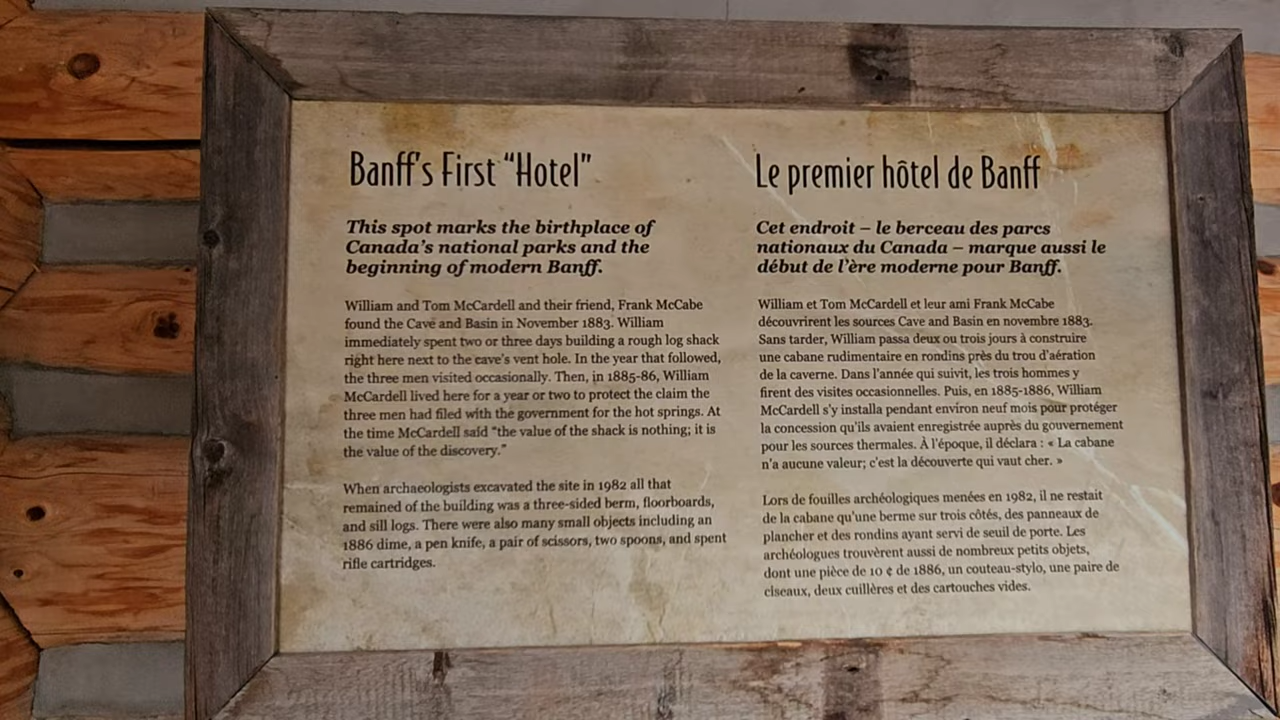 Banff's First “Hotel”
This spot marks the birthplace of
Canada's national parks and the
beginning of modern Banff.
William and Tom McCardell and their friend, Frank McCabe
found the Cave and Basin in November 1883. William
immediately spent two or three days building a rough log shack
right here next to the cave's vent hole. In the year that followed,
the three men visited occasionally. Then, in 1885-86, William
McCardell lived here for a year or two to protect the claim the
three men had filed with the government for the hot springs. At
the time McCardell said “the value of the shack is nothing; it is
the value of the discovery.”
When archaeologists excavated the site in 1982 all that
remained of the building was a three-sided berm, floorboards,
and sill logs. There were also many small objects including an
1886 dime, a pen knife, a pair of scissors, two spoons, and spent
rifle cartridges.
Le premier hôtel de Banff
Cet endroit – le berceau des parcs
nationaux du Canada – marque aussi le
début de l'ère moderne pour Banff.
William et Tom McCardell et leur ami Frank McCabe
découvrirent les sources Cave and Basin en novembre 1883.
Sans tarder, William passa deux ou trois jours à construire
une cabane rudimentaire en rondins près du trou d'aération
de la caverne. Dans l'année qui suivit, les trois hommes y
firent des visites occasionnelles. Puis, en 1885-1886, William
McCardell s'y installa pendant environ neuf mois pour protéger
la concession qu'ils avaient enregistrée auprès du gouvernement
pour les sources thermales. À l'époque, il déclara : « La cabane
n'a aucune valeur; c'est la découverte qui vaut cher. »
Lors de fouilles archéologiques menées en 1982, il ne restait
de la cabane qu'une berme sur trois côtés, des panneaux de
plancher et des rondins ayant servi de seuil de porte. Les
archéologues trouvèrent aussi de nombreux petits objets,
dont une pièce de 10 ¢ de 1886, un couteau-stylo, une paire de
ciseaux, deux cuillères et des cartouches vides.